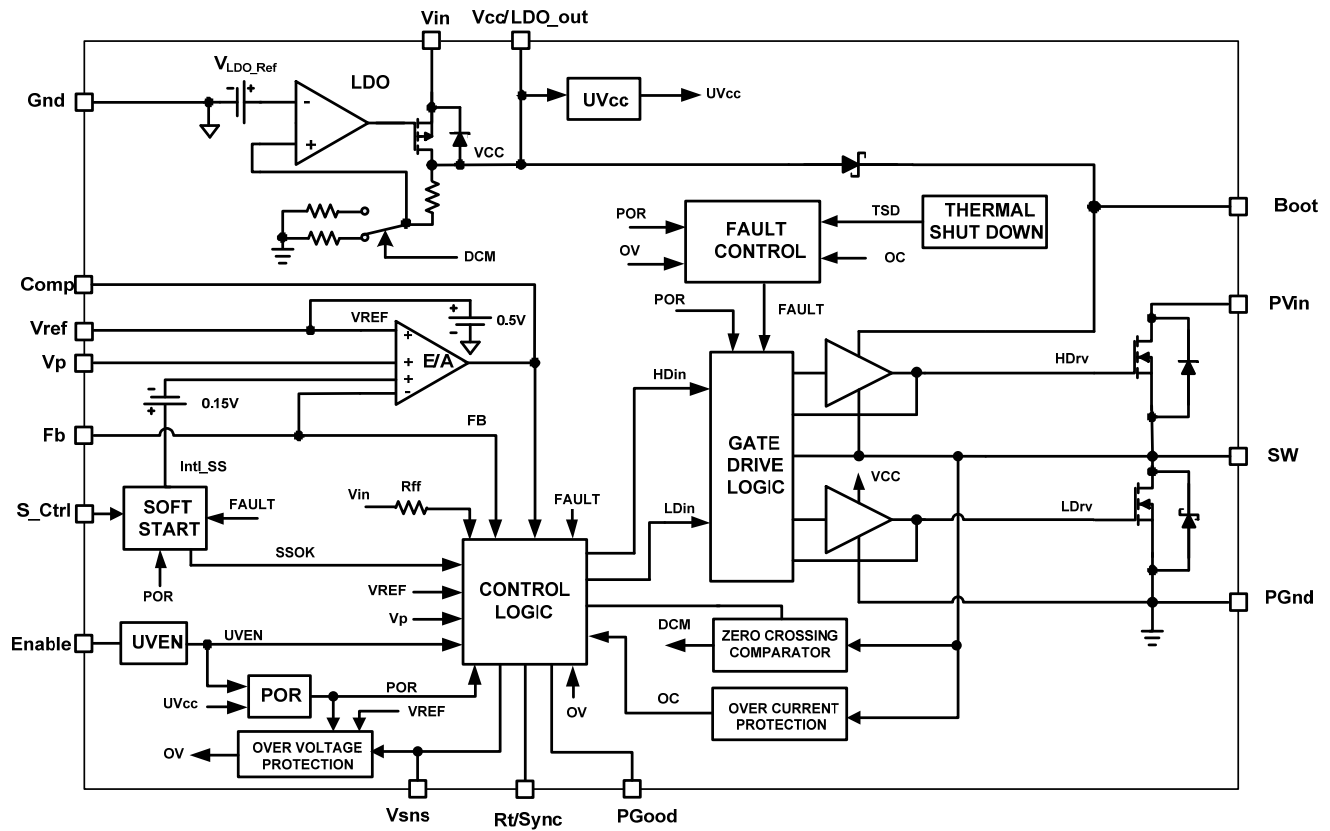 Vin
Vcc/LDO_out
VLDO_Ref
LDO
Gnd
-
+
-
+
UVcc
UVcc
VCC
Boot
DCM
POR
OV
FAULT
CONTROL
TSD
THERMAL
SHUT DOWN
OC
Comp
Vref
VREF
+
-
0.5V
Vp
E/A
+
+
+
-
-
+
0.15V
Fb
FB
POR
FAULT
PVin
HDin
HDrv
GATE
DRIVE
LOGIC
SW
VCC
Intl_SS
S_Ctrl
SOFT
START
FAULT
POR
SSOK
Vin
Rff
FAULT
LDin
LDrv
CONTROL
LOGIC
VREF
Vp
PGnd
Enable
UVEN
UVEN
DCM
ZERO CROSSING
COMPARATOR
UVcc
POR
POR
VREF
OV
OC
OVER CURRENT
PROTECTION
OV
OVER VOLTAGE
PROTECTION
Vsns
Rt/Sync
PGood